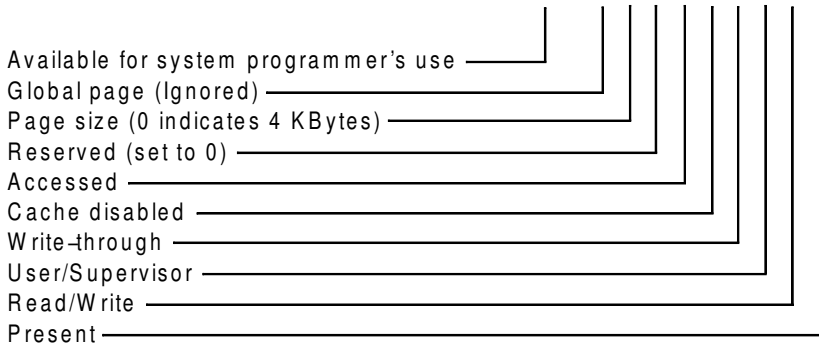 Available for system programmer's use
Global page (Ignored)
Page size (0 indicates 4 KBytes)
Reserved (set to 0)
Accessed
Cache disabled
Write–through
User/Supervisor
Read/Write
Present